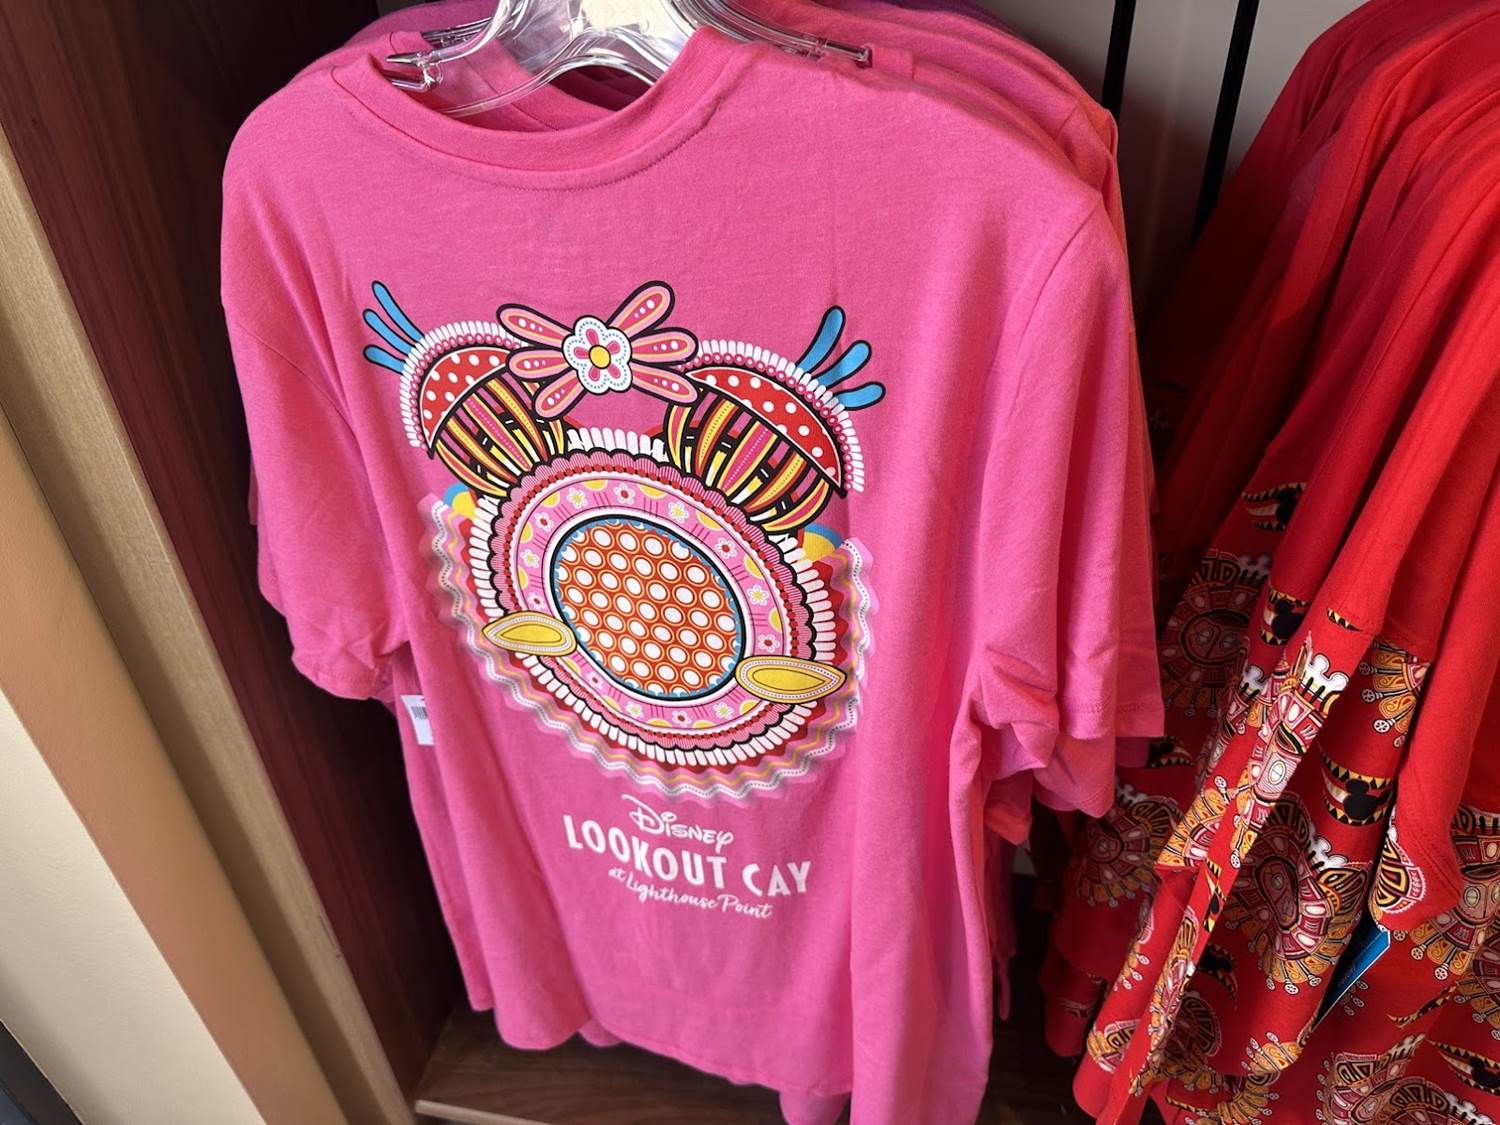 Disney
LOOKOUT CAY
at Lighthouse Point